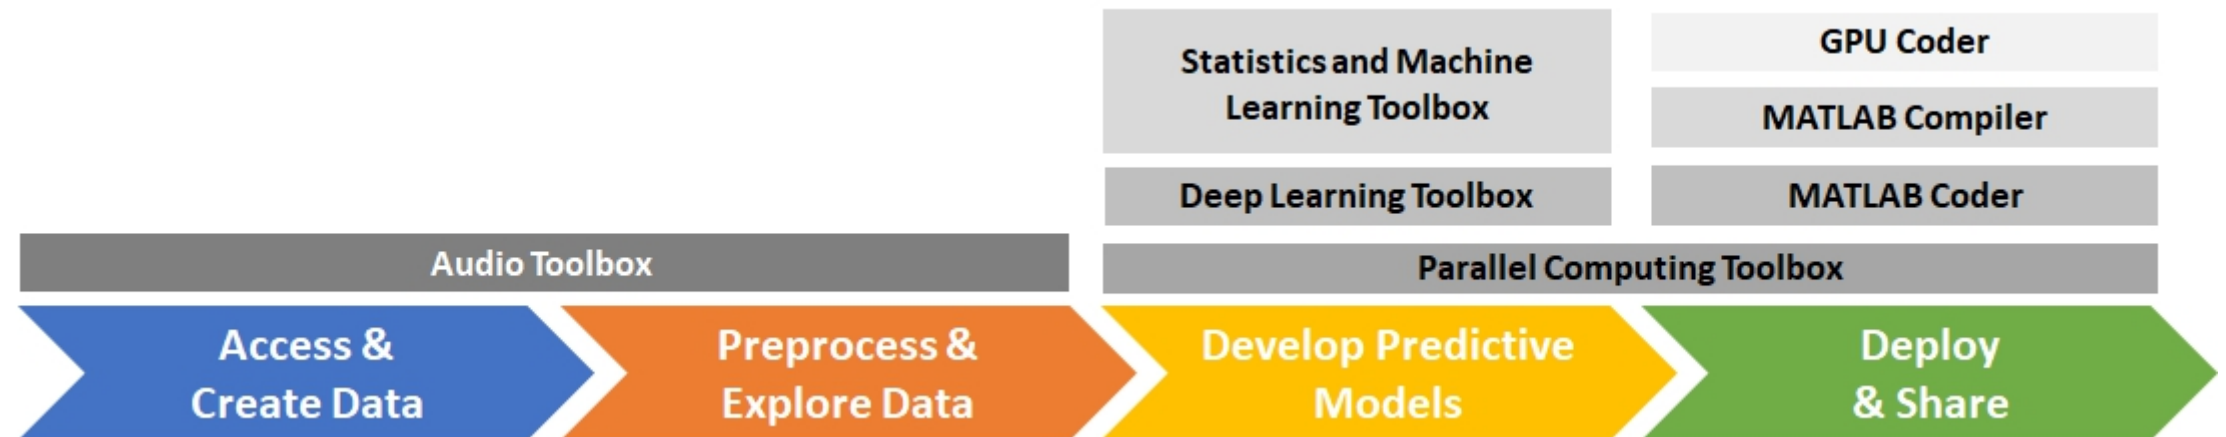 Statistics and Machine
Learning Toolbox
GPU Coder
MATLAB Compiler
Deep Learning Toolbox
MATLAB Coder
Audio Toolbox
Parallel Computing Toolbox
Access &
Create Data
Preprocess &
Explore Data
Develop Predictive
Models
Deploy
& Share